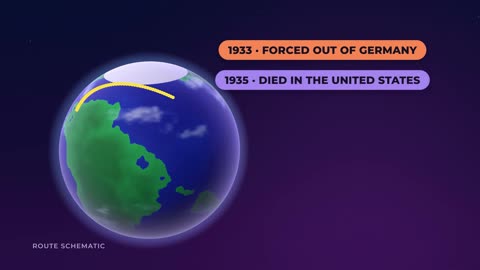 1933 · FORCED OUT OF GERMANY
1935 · DIED IN THE UNITED STATES
ROUTE SCHEMATIC